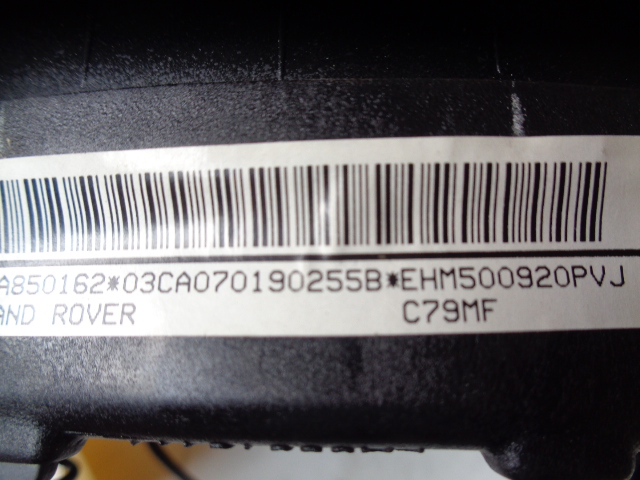 A850162*03CA070190255B*EHM500920PVJ
AND ROVER C79MF